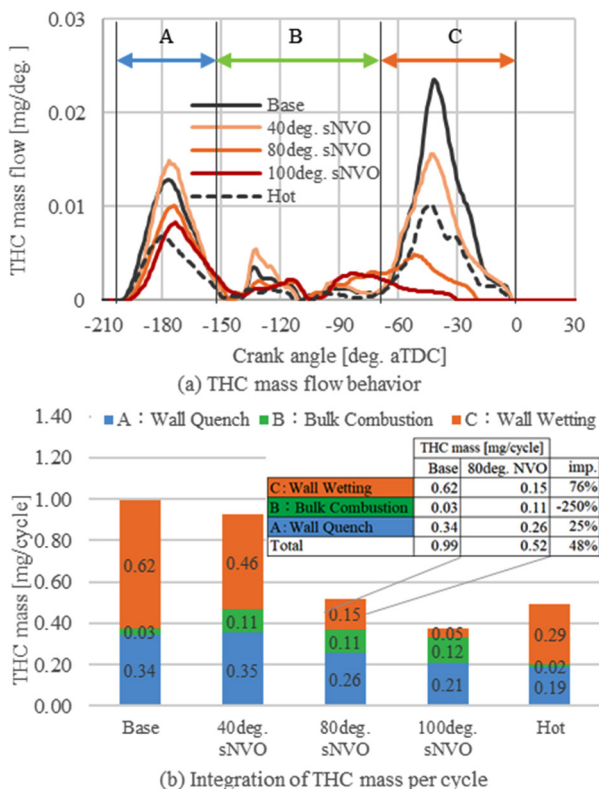 0.03
A
B
C
THC mass flow [mg/deg.]
Base
40deg. sNVO
0.02
80deg. sNVO
100deg. sNVO
Hot
0.01
0
-210 -180 -150 -120 -90 -60 -30 0 30
Crank angle [deg. aTDC]
(a) THC mass flow behavior
1.40
A：Wall Quench B：Bulk Combustion C：Wall Wetting
THC mass [mg/cycle]
Base 80deg. NVO imp.
C: Wall Wetting 0.62 0.15 76%
B：Bulk Combustion 0.03 0.11 -250%
A: Wall Quench 0.34 0.26 25%
Total 0.99 0.52 48%
1.20
1.00
0.80
0.60
0.40
0.20
0.00
THC mass [mg/cycle]
0.62
0.03
0.34
0.46
0.11
0.35
0.15
0.11
0.26
0.05
0.12
0.21
0.29
0.02
0.19
Base 40deg. 80deg. 100deg. Hot
sNVO sNVO sNVO
(b) Integration of THC mass per cycle